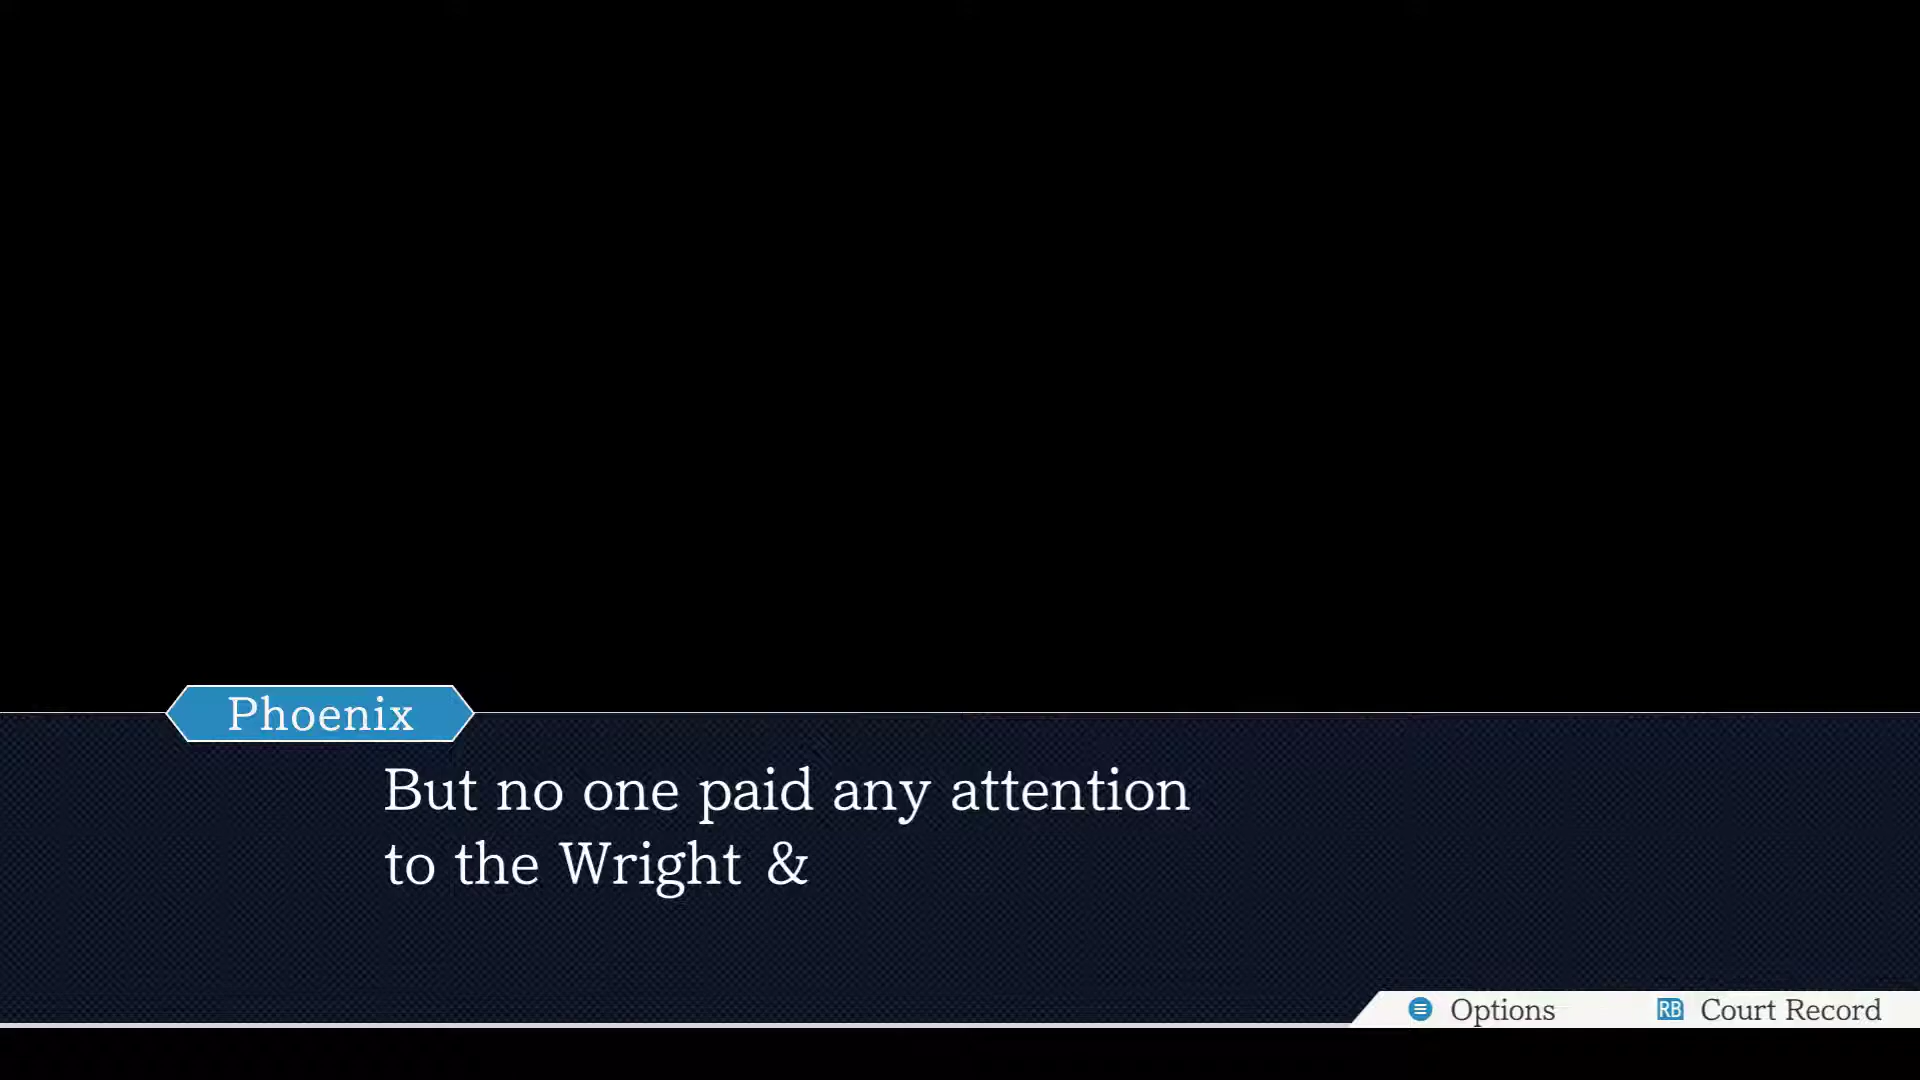 Phoenix
But no one paid any attention
to the Wright &
Options
RB Court Record